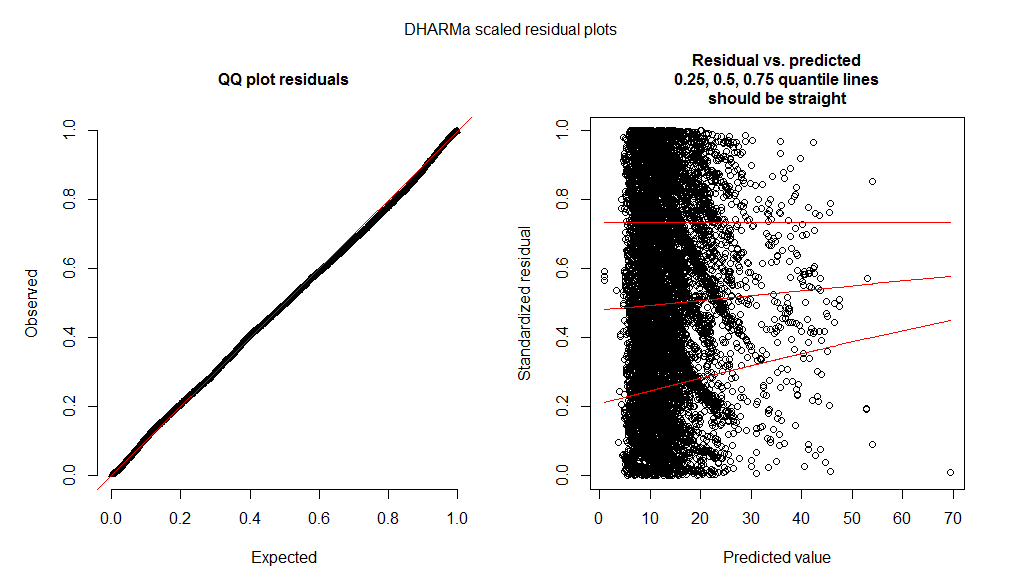 DHARMa scaled residual plots
QQ plot residuals
Observed
0.0 0.2 0.4 0.6 0.8 1.0
0.0 0.2 0.4 0.6 0.8 1.0
Expected
Residual vs. predicted
0.25, 0.5, 0.75 quantile lines
should be straight
Standardized residual
0.0 0.2 0.4 0.6 0.8 1.0
0 10 20 30 40 50 60 70
Predicted value